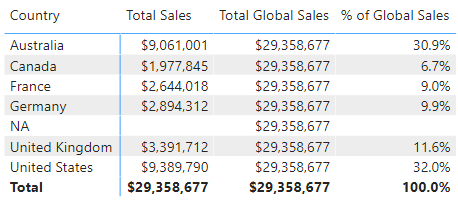 Country Total Sales Total Global Sales % of Global Sales
Australia $9,061,001 $29,358,677 30.9%
Canada $1,977,845 $29,358,677 6.7%
France $2,644,018 $29,358,677 9.0%
Germany $2,894,312 $29,358,677 9.9%
NA $29,358,677
United Kingdom $3,391,712 $29,358,677 11.6%
United States $9,389,790 $29,358,677 32.0%
Total $29,358,677 $29,358,677 100.0%